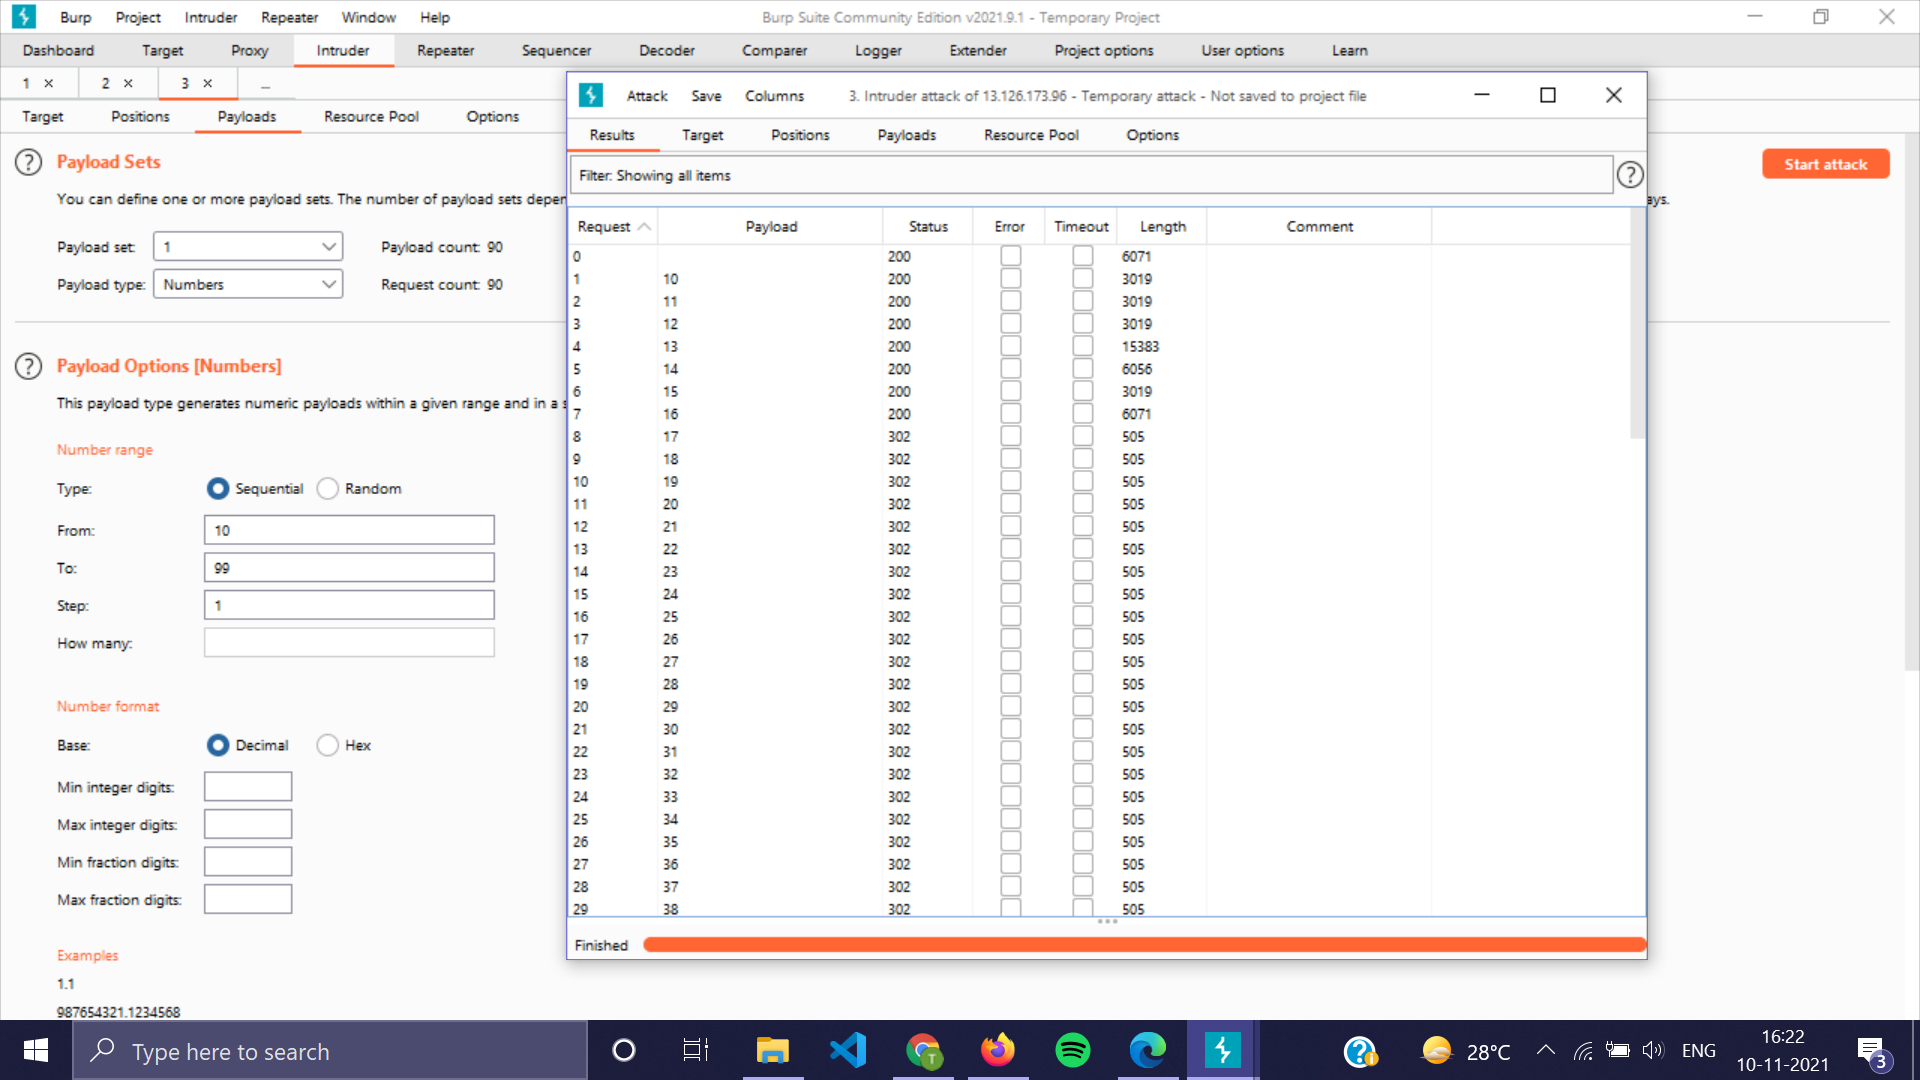 Burp Project Intruder Repeater Window Help Burp Suite Community Edition v2021.9.1 - Temporary Project
Dashboard Target Proxy Intruder Repeater Sequencer Decoder Comparer Logger Extender Project options User options Learn
1 × 2 × 3 × ...
Target Positions Payloads Resource Pool Options
Payload Sets
Start attack
You can define one or more payload sets. The number of payload sets depen
ays.
Payload set: 1 Payload count: 90
Payload type: Numbers Request count: 90
Payload Options [Numbers]
This payload type generates numeric payloads within a given range and in a s
Number range
Type: Sequential Random
From: 10
To: 99
Step: 1
How many:
Number format
Base: Decimal Hex
Min integer digits:
Max integer digits:
Min fraction digits:
Max fraction digits:
Examples
1.1
987654321.1234568
Attack Save Columns 3. Intruder attack of 13.126.173.96 - Temporary attack - Not saved to project file
Results Target Positions Payloads Resource Pool Options
Filter: Showing all items
Request Payload Status Error Timeout Length Comment
0 200 6071
1 10 200 3019
2 11 200 3019
3 12 200 3019
4 13 200 15383
5 14 200 6056
6 15 200 3019
7 16 200 6071
8 17 302 505
9 18 302 505
10 19 302 505
11 20 302 505
12 21 302 505
13 22 302 505
14 23 302 505
15 24 302 505
16 25 302 505
17 26 302 505
18 27 302 505
19 28 302 505
20 29 302 505
21 30 302 505
22 31 302 505
23 32 302 505
24 33 302 505
25 34 302 505
26 35 302 505
27 36 302 505
28 37 302 505
29 38 302 505
Finished
Type here to search
T
28°C
ENG
16:22
10-11-2021
3